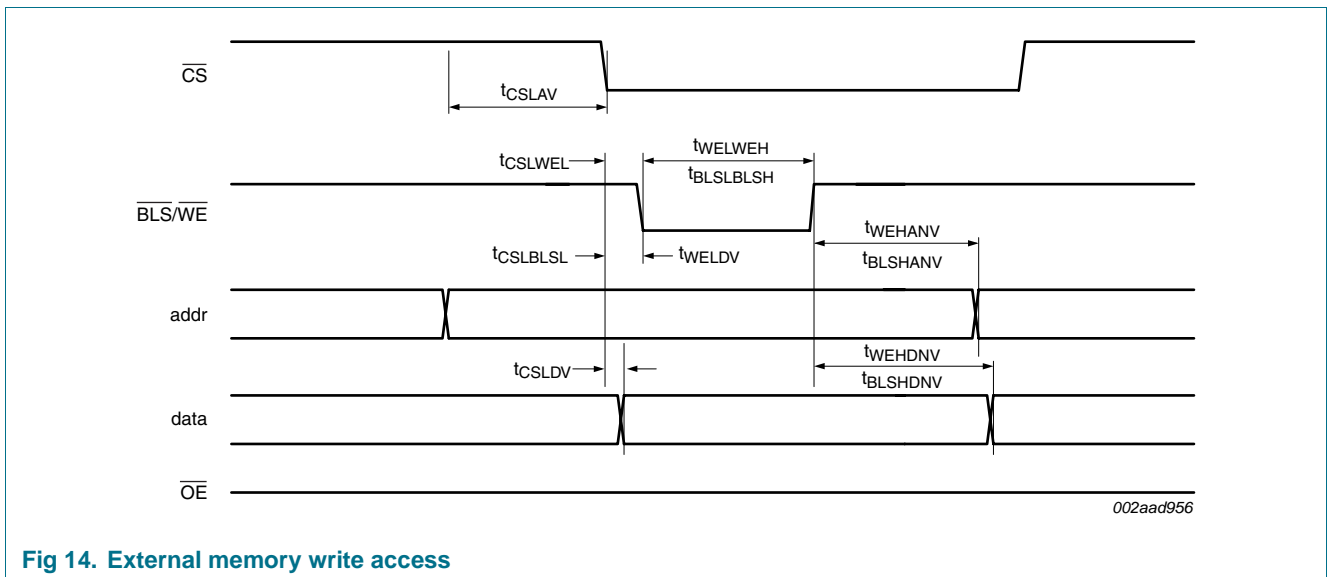 CS
tCSLAV
tCSLWEL
tWELWEH
tBLSLBLSH
BLS/WE
tCSLBLSL
tWELDV
tWEHANV
tBLSHANV
addr
tCSLDV
tWEHDNV
tBLSHDNV
data
OE
002aad956
Fig 14. External memory write access